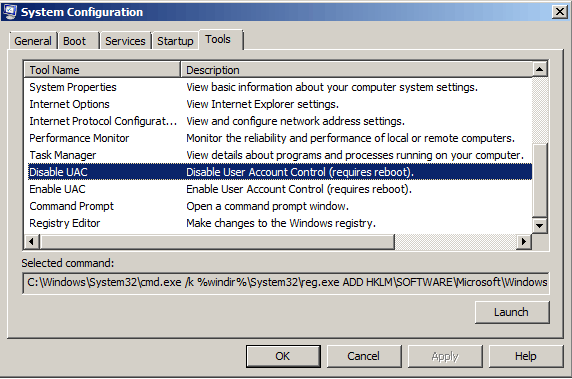 System Configuration
General Boot Services Startup Tools
Tool Name Description
System Properties View basic information about your computer system settings.
Internet Options View Internet Explorer settings.
Internet Protocol Configurat... View and configure network address settings.
Performance Monitor Monitor the reliability and performance of local or remote computers.
Task Manager View details about programs and processes running on your computer.
Disable UAC Disable User Account Control (requires reboot).
Enable UAC Enable User Account Control (requires reboot).
Command Prompt Open a command prompt window.
Registry Editor Make changes to the Windows registry.
Selected command:
C:\Windows\System32\cmd.exe /k %windir%\System32\reg.exe ADD HKLM\SOFTWARE\Microsoft\Windows
Launch
OK Cancel Apply Help